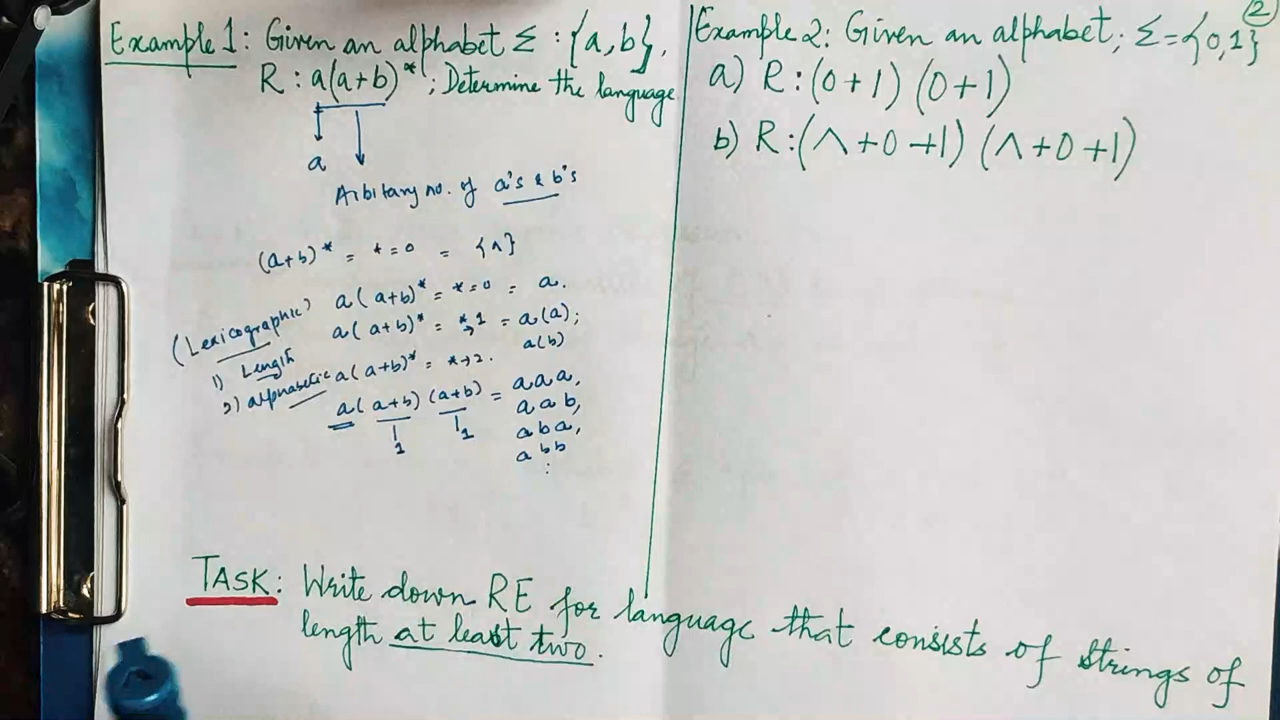 Example 1: Given an alphabet Σ : {a,b},
R : a(a+b)*; Determine the language
a
Arbitary no. of a's & b's
(a+b)* = *=0 = {^}
a(a+b)* = *=0 = a.
a(a+b)* = *→1 = a(a);
a(b)
(Lexicographic)
1) Length
2) alphabetic
a(a+b)* = *→2.
a(a+b)(a+b) = aaa,
aab,
aba,
abb
:
1
1
②
Example 2: Given an alphabet; Σ={0,1}
a) R:(0+1)(0+1)
b) R:(^+0+1)(^+0+1)
TASK: Write down RE for language that consists of strings of
length at least two.